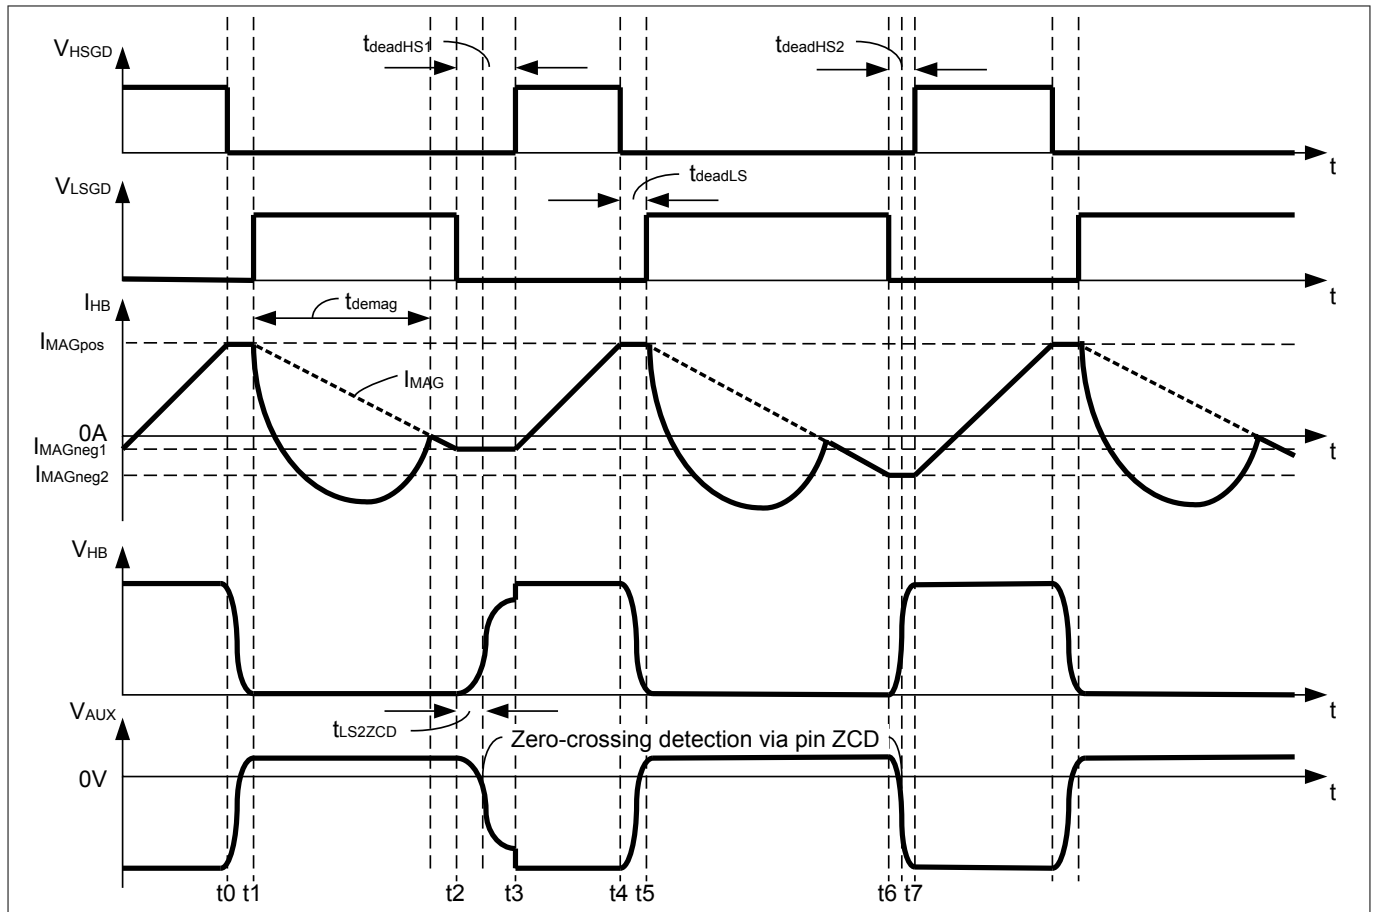 VHSGD
tdeadHS1
tdeadHS2
t
VLSGD
tdeadLS
t
IHB
tdemag
IMAGpos
IMAG
0A
IMAGneg1
t
IMAGneg2
VHB
t
VAUX
tLS2ZCD
Zero-crossing detection via pin ZCD
0V
t
t0 t1 t2 t3 t4 t5 t6 t7